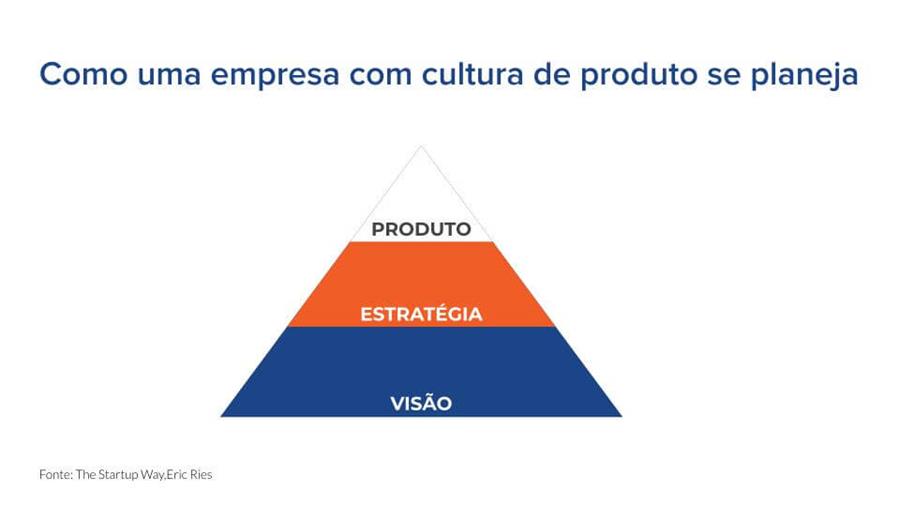 Como uma empresa com cultura de produto se planeja
PRODUTO
ESTRATÉGIA
VISÃO
Fonte: The Startup Way,Eric Ries